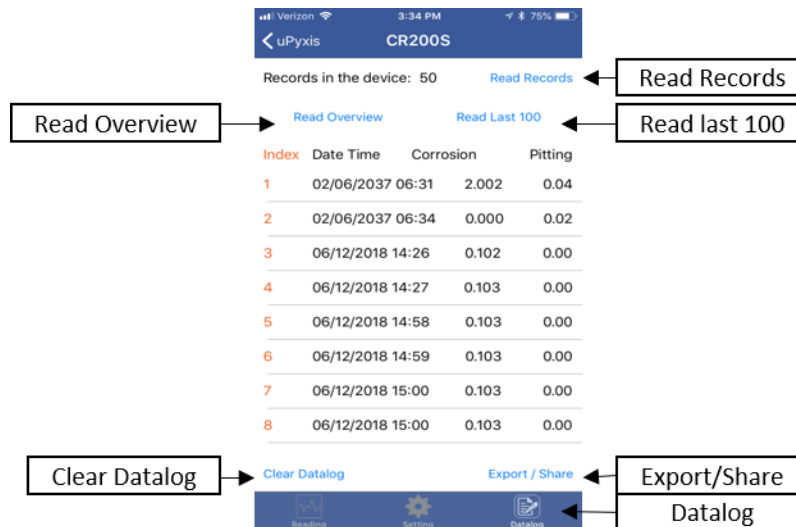 Verizon 3:34 PM 75%
uPyxis CR200S
Records in the device: 50 Read Records
Read Records
Read Overview Read Last 100
Read Overview
Read last 100
Index Date Time Corrosion Pitting
1 02/06/2037 06:31 2.002 0.04
2 02/06/2037 06:34 0.000 0.02
3 06/12/2018 14:26 0.102 0.00
4 06/12/2018 14:27 0.103 0.00
5 06/12/2018 14:58 0.103 0.00
6 06/12/2018 14:59 0.103 0.00
7 06/12/2018 15:00 0.103 0.00
8 06/12/2018 15:00 0.103 0.00
Clear Datalog Export / Share
Clear Datalog
Export/Share
Reading Setting Datalog
Datalog